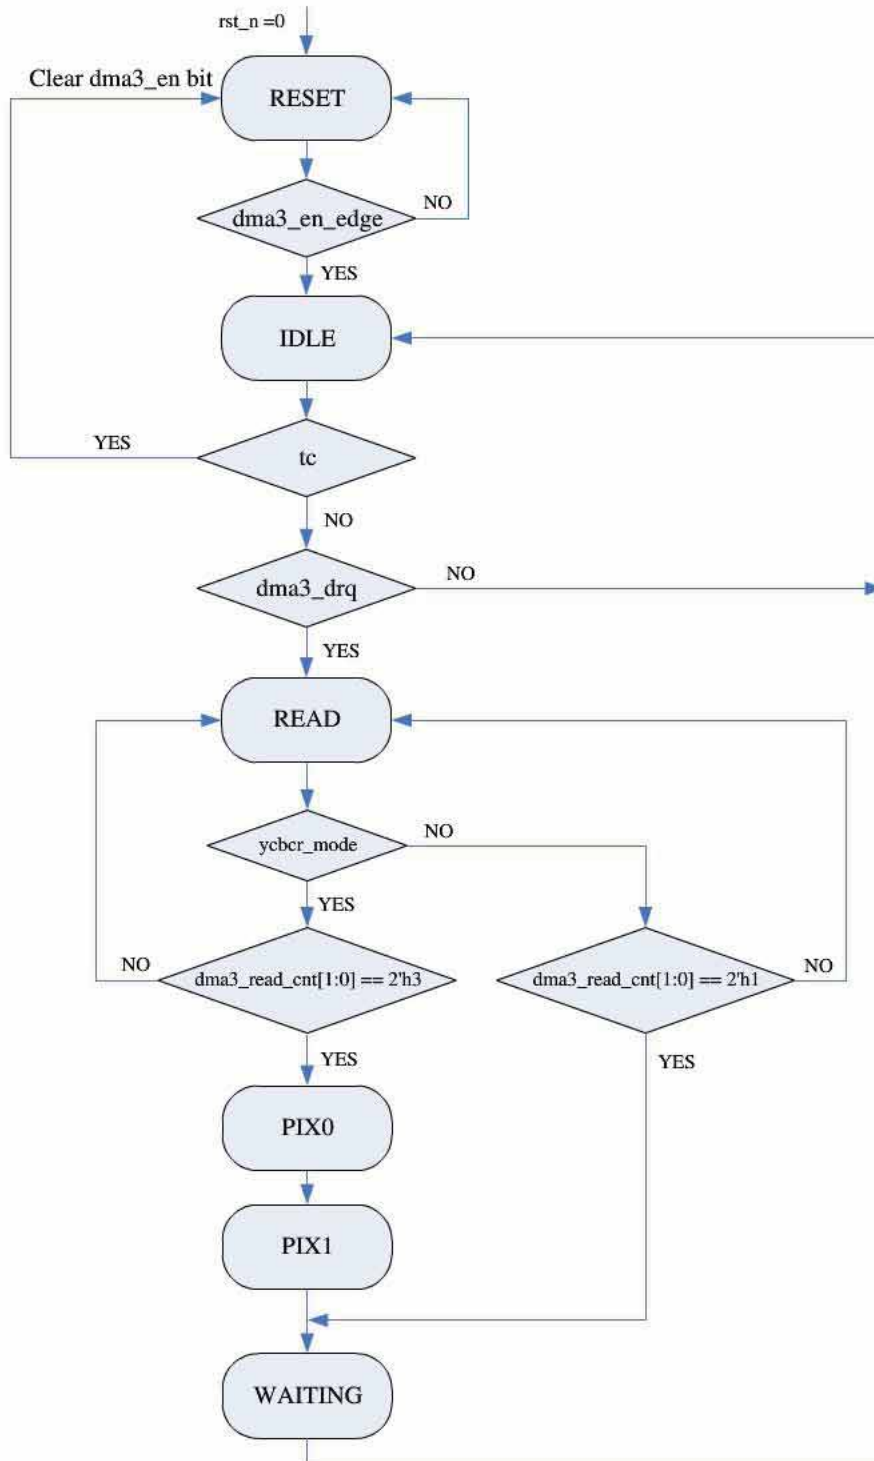 rst_n =0
Clear dma3_en bit
RESET
NO
dma3_en_edge
YES
IDLE
YES
tc
NO
dma3_drq
NO
YES
READ
ycbcr_mode
NO
YES
NO
dma3_read_cnt[1:0] == 2'h3
dma3_read_cnt[1:0] == 2'h1
NO
YES
YES
PIX0
PIX1
WAITING